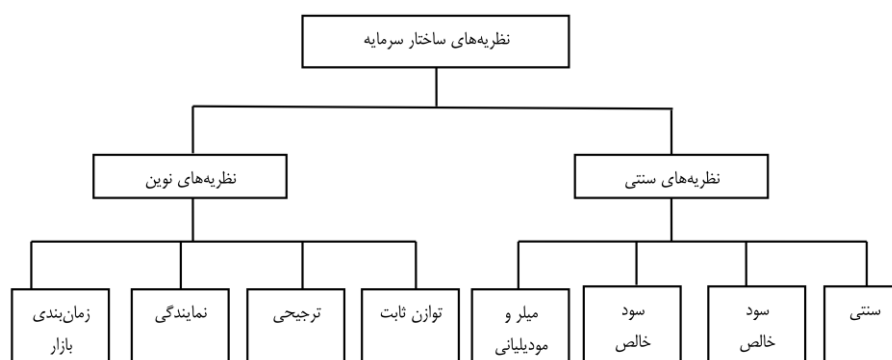 نظریه‌های ساختار سرمایه
نظریه‌های سنتی
نظریه‌های نوین
سنتی
سود
خالص
سود
خالص
میلر و
مودیلیانی
توازن ثابت
ترجیحی
نمایندگی
زمان‌بندی
بازار